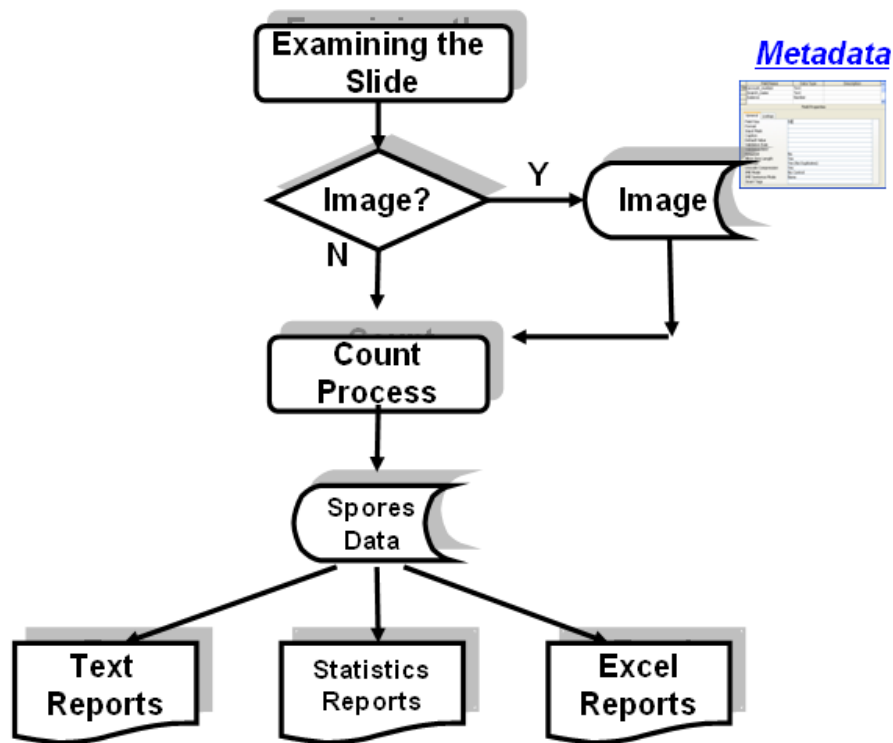 Examining the
Slide
Metadata
Image?
Y
Image
N
Count
Process
Spores
Data
Text
Reports
Statistics
Reports
Excel
Reports